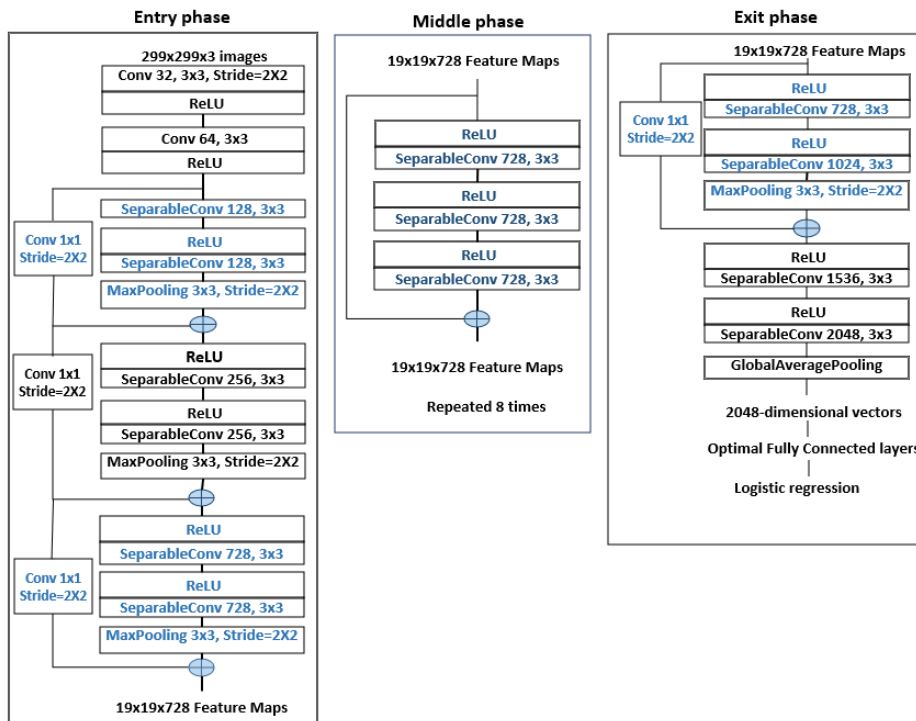 Entry phase
299x299x3 images
Conv 32, 3x3, Stride=2X2
ReLU
Conv 64, 3x3
ReLU
SeparableConv 128, 3x3
Conv 1x1
Stride=2X2
ReLU
SeparableConv 128, 3x3
MaxPooling 3x3, Stride=2X2
ReLU
Conv 1x1
Stride=2X2
SeparableConv 256, 3x3
ReLU
SeparableConv 256, 3x3
MaxPooling 3x3, Stride=2X2
ReLU
SeparableConv 728, 3x3
Conv 1x1
Stride=2X2
ReLU
SeparableConv 728, 3x3
MaxPooling 3x3, Stride=2X2
19x19x728 Feature Maps
Middle phase
19x19x728 Feature Maps
ReLU
SeparableConv 728, 3x3
ReLU
SeparableConv 728, 3x3
ReLU
SeparableConv 728, 3x3
19x19x728 Feature Maps
Repeated 8 times
Exit phase
19x19x728 Feature Maps
ReLU
SeparableConv 728, 3x3
Conv 1x1
Stride=2X2
ReLU
SeparableConv 1024, 3x3
MaxPooling 3x3, Stride=2X2
ReLU
SeparableConv 1536, 3x3
ReLU
SeparableConv 2048, 3x3
GlobalAveragePooling
2048-dimensional vectors
Optimal Fully Connected layers
Logistic regression